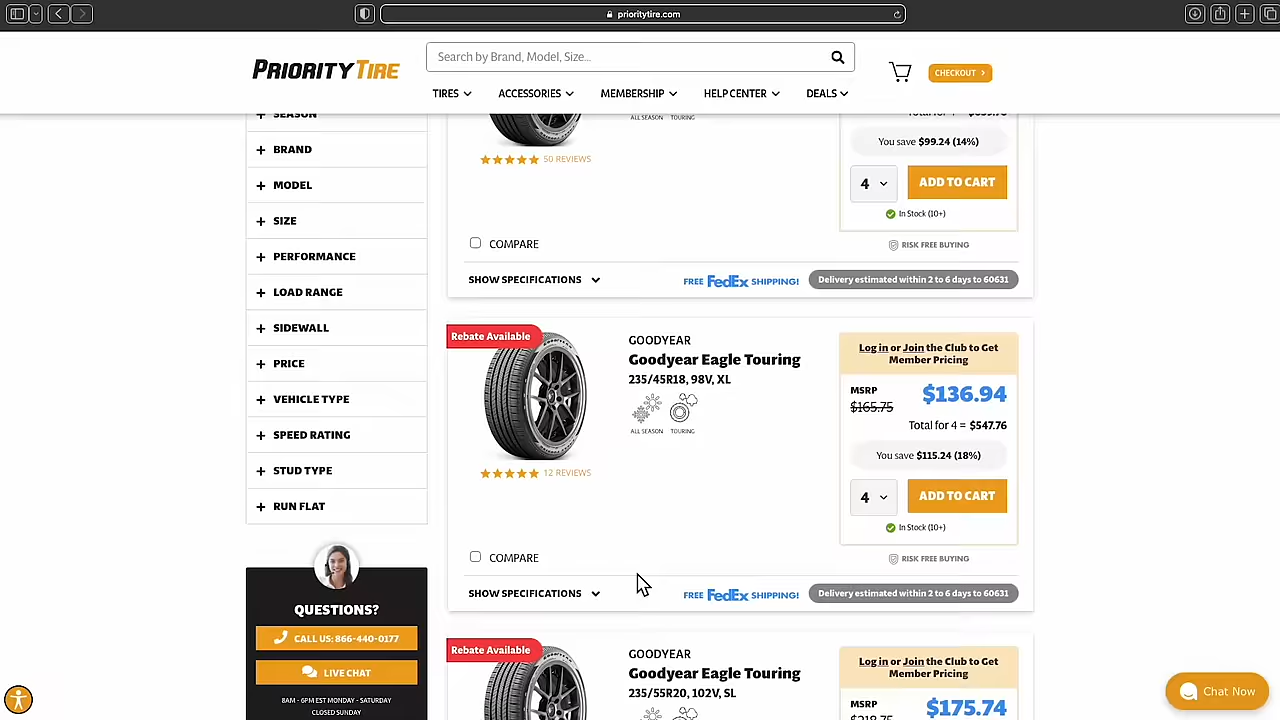 prioritytire.com
PRIORITYTIRE
Search by Brand, Model, Size...
CHECKOUT
TIRES
ACCESSORIES
MEMBERSHIP
HELP CENTER
DEALS
SEASON
BRAND
MODEL
SIZE
PERFORMANCE
LOAD RANGE
SIDEWALL
PRICE
VEHICLE TYPE
SPEED RATING
STUD TYPE
RUN FLAT
QUESTIONS?
CALL US: 866-440-0177
LIVE CHAT
8AM - 6PM EST MONDAY - SATURDAY
CLOSED SUNDAY
ALL SEASON
TOURING
50 REVIEWS
You save $99.24 (14%)
4
ADD TO CART
In Stock (10+)
COMPARE
RISK FREE BUYING
SHOW SPECIFICATIONS
FREE FedEx SHIPPING!
Delivery estimated within 2 to 6 days to 60631
Rebate Available
GOODYEAR
Goodyear Eagle Touring
235/45R18, 98V, XL
ALL SEASON
TOURING
12 REVIEWS
Log in or Join the Club to Get
Member Pricing
MSRP
$165.75
$136.94
Total for 4 = $547.76
You save $115.24 (18%)
4
ADD TO CART
In Stock (10+)
COMPARE
RISK FREE BUYING
SHOW SPECIFICATIONS
FREE FedEx SHIPPING!
Delivery estimated within 2 to 6 days to 60631
Rebate Available
GOODYEAR
Goodyear Eagle Touring
235/55R20, 102V, SL
Log in or Join the Club to Get
Member Pricing
MSRP
$175.74
Chat Now